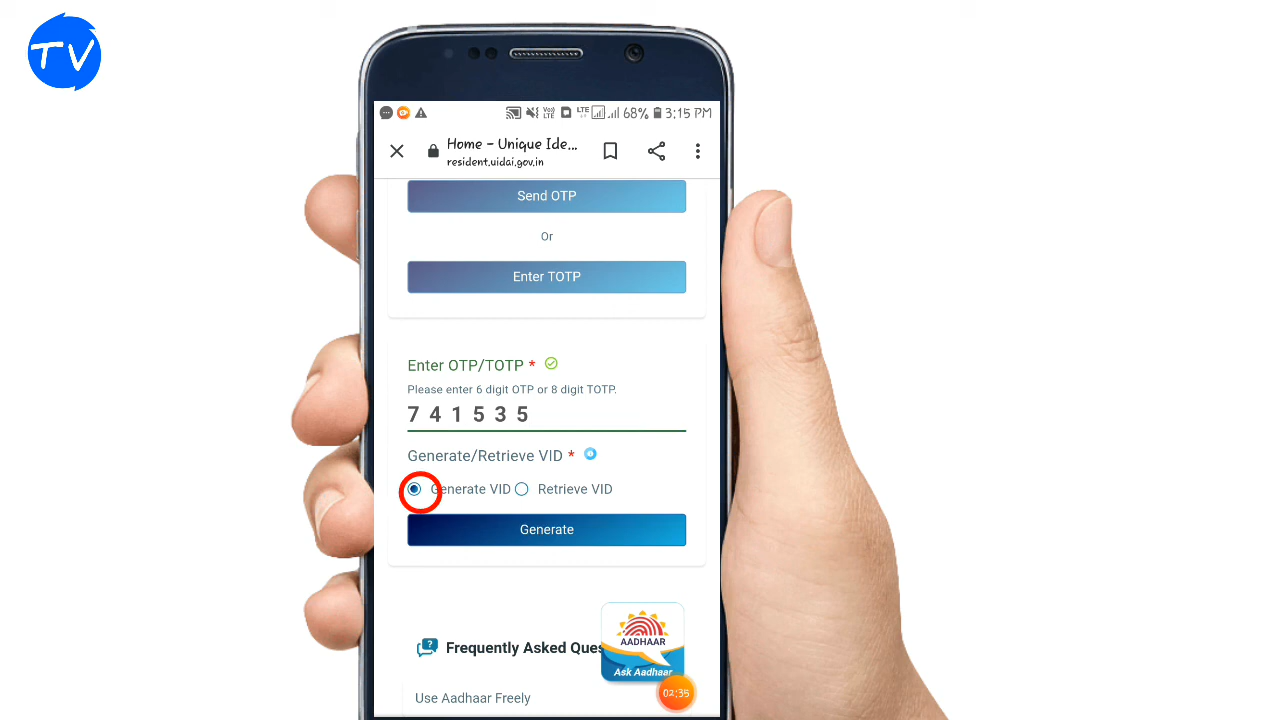 TV
68% 3:15 PM
Home - Unique Ide...
resident.uidai.gov.in
Send OTP
Or
Enter TOTP
Enter OTP/TOTP *
Please enter 6 digit OTP or 8 digit TOTP.
7 4 1 5 3 5
Generate/Retrieve VID *
Generate VID Retrieve VID
Generate
AADHAAR
Frequently Asked Ques
Ask Aadhaar
02:35
Use Aadhaar Freely